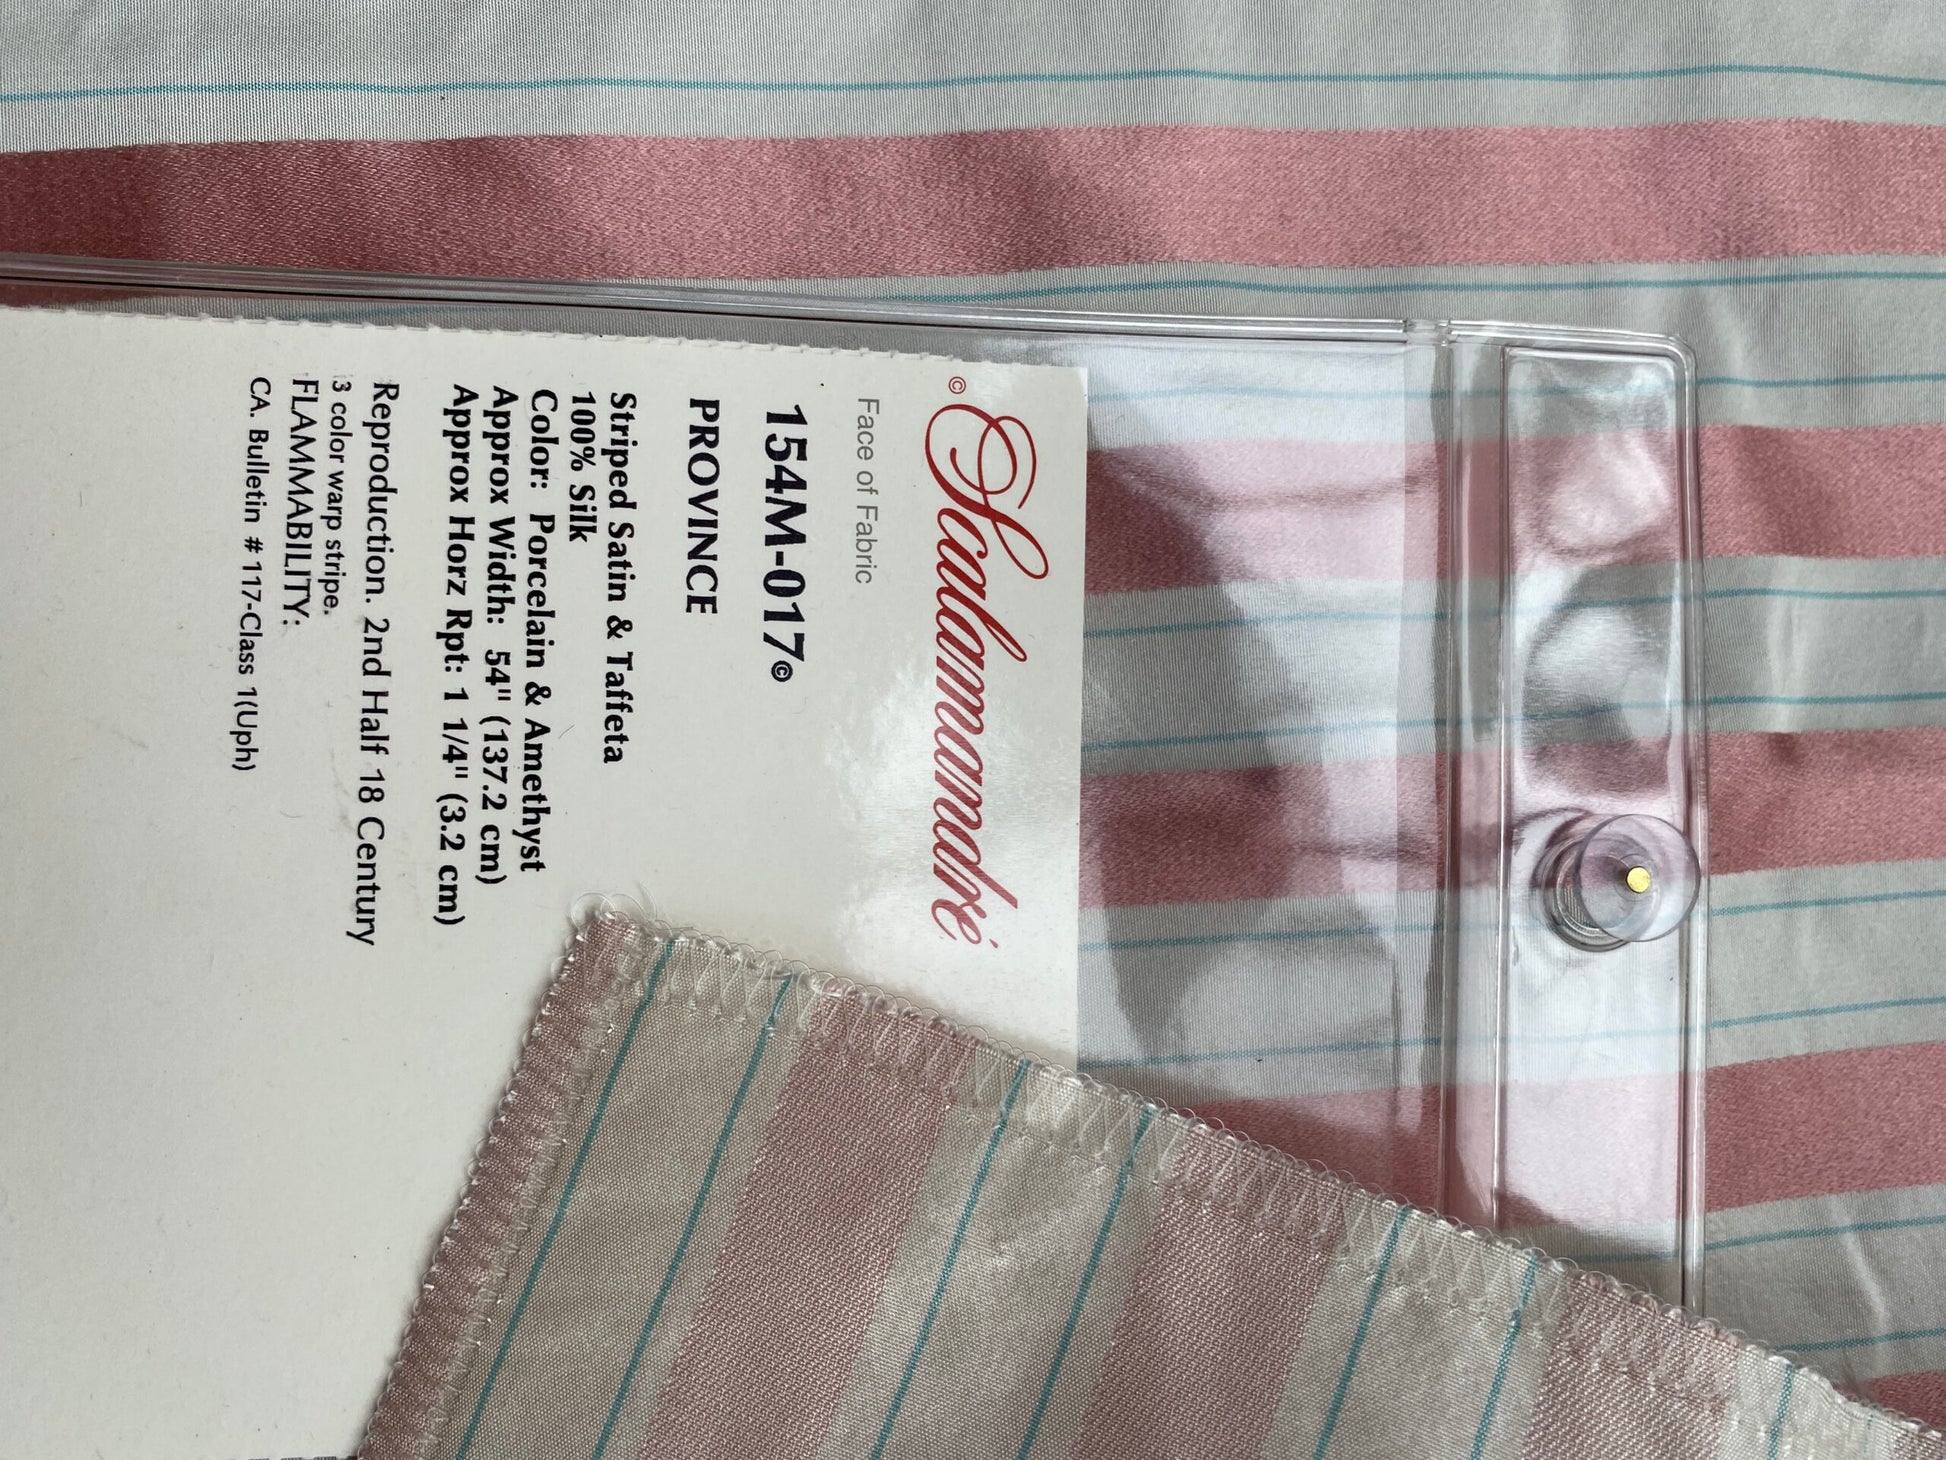 ©Scalamandré
Face of Fabric
154M-017©
PROVINCE
Striped Satin & Taffeta
100% Silk
Color: Porcelain & Amethyst
Approx Width: 54" (137.2 cm)
Approx Horz Rpt: 1 1/4" (3.2 cm)
Reproduction. 2nd Half 18 Century
3 color warp stripe.
FLAMMABILITY:
CA. Bulletin # 117-Class 1(Uph)